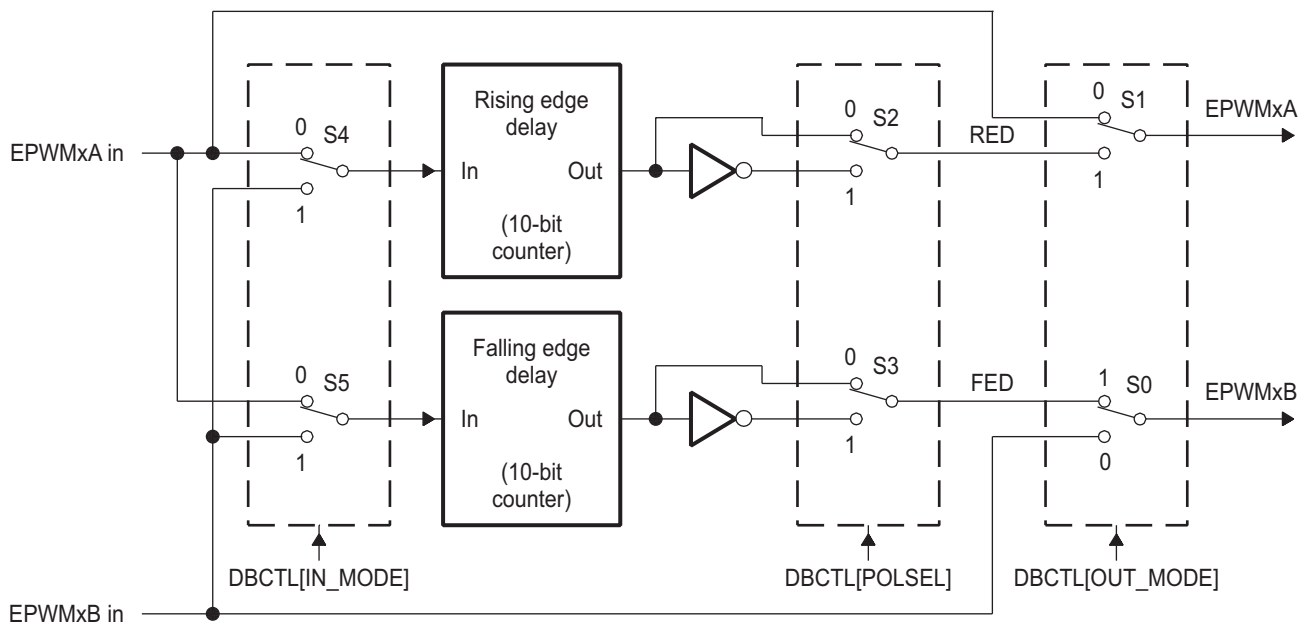 EPWMxA in
0
S4
1
Rising edge
delay
In
Out
(10-bit
counter)
0
S2
1
RED
0
S1
1
EPWMxA
0
S5
1
Falling edge
delay
In
Out
(10-bit
counter)
0
S3
1
FED
1
S0
0
EPWMxB
DBCTL[IN_MODE]
DBCTL[POLSEL]
DBCTL[OUT_MODE]
EPWMxB in